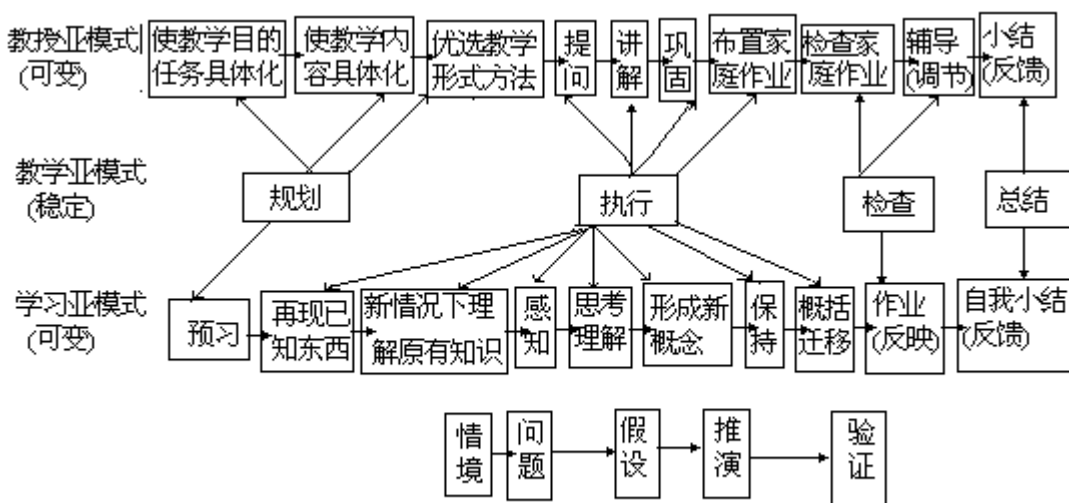 教授亚模式
(可变)
使教学目的
任务具体化
使教学内
容具体化
优选教学
形式方法
提
问
讲
解
巩
固
布置家
庭作业
检查家
庭作业
辅导
(调节)
小结
(反馈)
教学亚模式
(稳定)
规划
执行
检查
总结
学习亚模式
(可变)
预习
再现已
知东西
新情况下理
解原有知识
感
知
思考
理解
形成新
概念
保
持
概括
迁移
作业
(反映)
自我小结
(反馈)
情
境
问
题
假
设
推
演
验
证